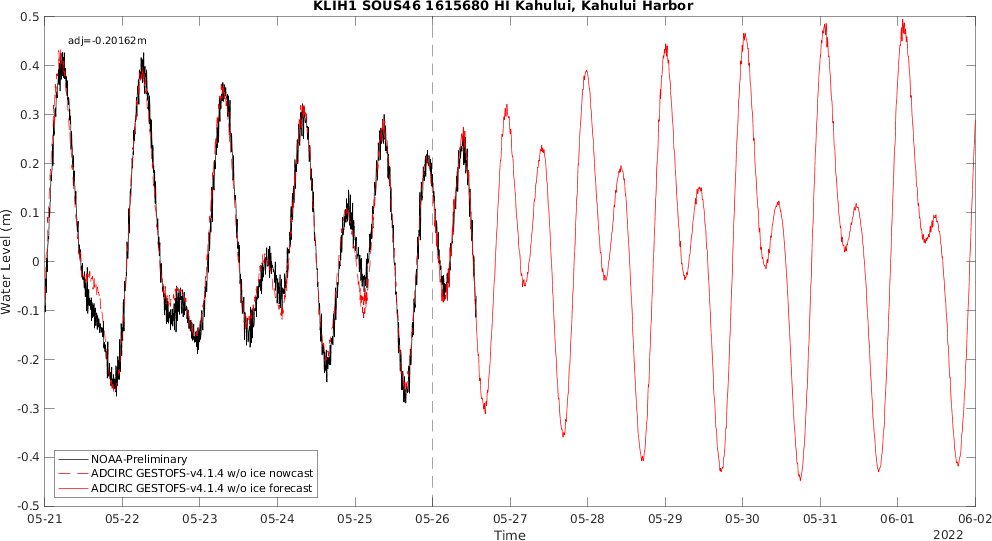 KLIH1 SOUS46 1615680 HI Kahului, Kahului Harbor
adj=-0.20162m
0.5
0.4
0.3
0.2
0.1
0
-0.1
-0.2
-0.3
-0.4
-0.5
Water Level (m)
NOAA-Preliminary
ADCIRC GESTOFS-v4.1.4 w/o ice nowcast
ADCIRC GESTOFS-v4.1.4 w/o ice forecast
05-21 05-22 05-23 05-24 05-25 05-26 05-27 05-28 05-29 05-30 05-31 06-01 06-02
Time
2022